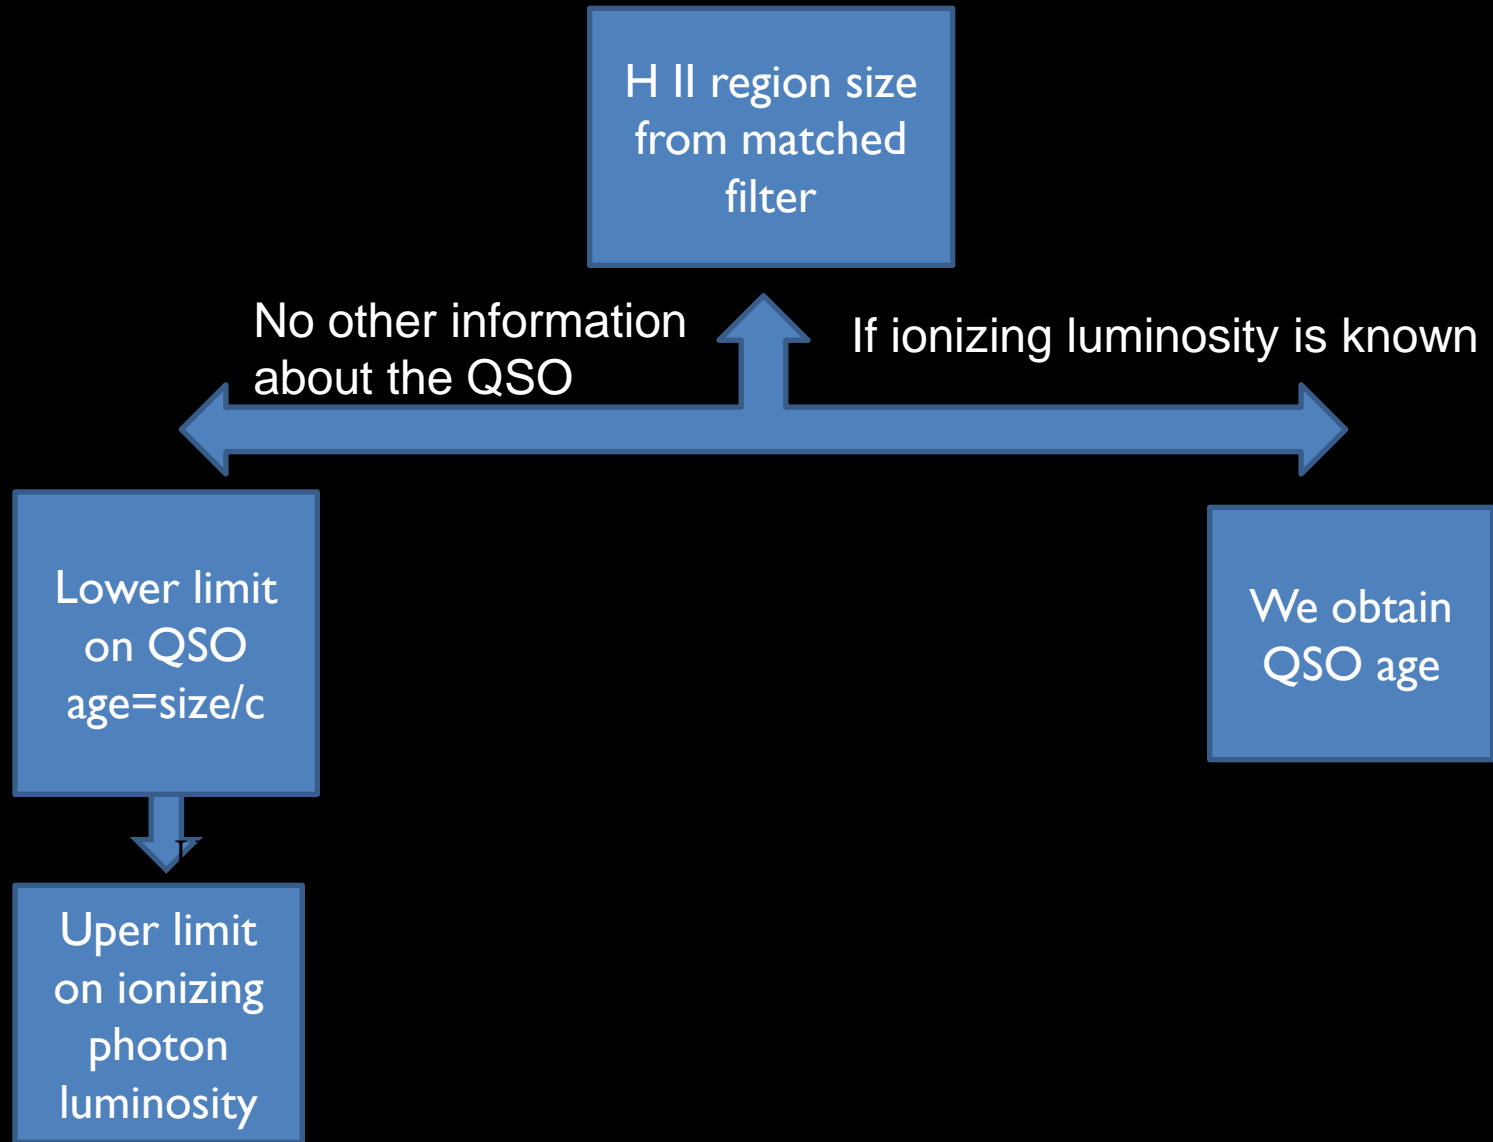 H II region size
from matched
filter
No other information
about the QSO
If ionizing luminosity is known
Lower limit
on QSO
age=size/c
We obtain
QSO age
Uper limit
on ionizing
photon
luminosity